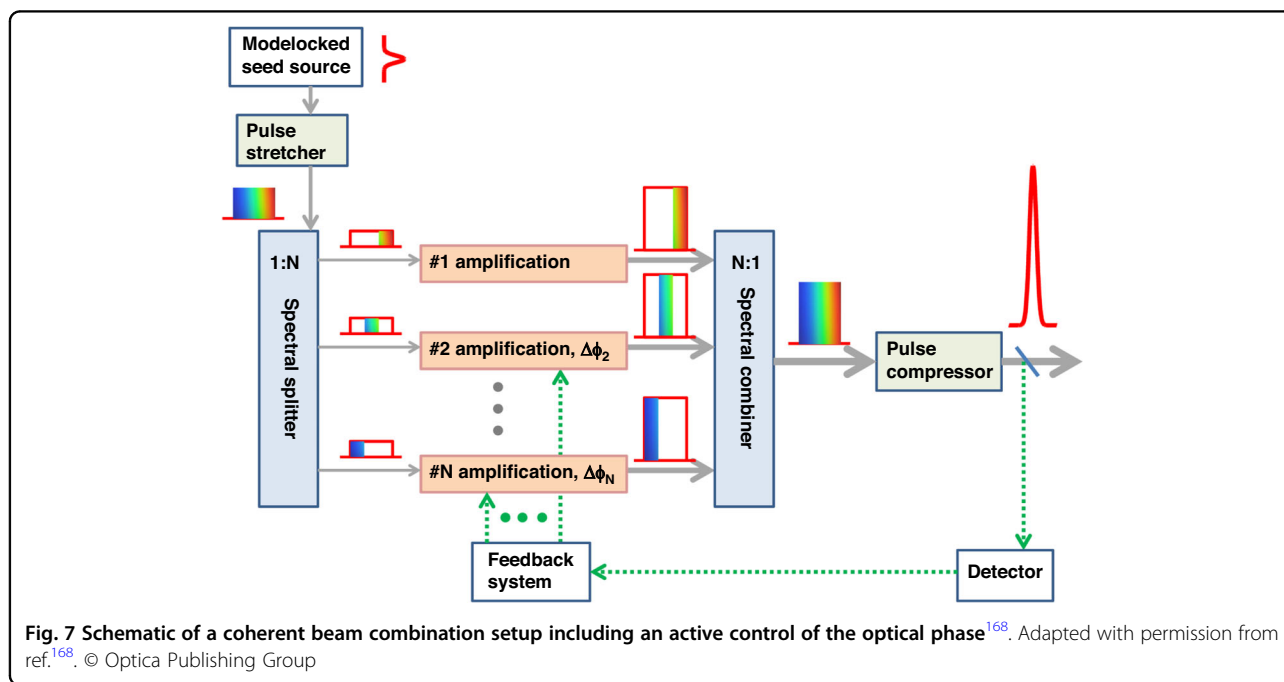 Modelocked
seed source
Pulse
stretcher
1:N
Spectral splitter
#1 amplification
#2 amplification, Δϕ2
#N amplification, ΔϕN
N:1
Spectral combiner
Pulse
compressor
Feedback
system
Detector
Fig. 7 Schematic of a coherent beam combination setup including an active control of the optical phase168. Adapted with permission from
ref.168. © Optica Publishing Group